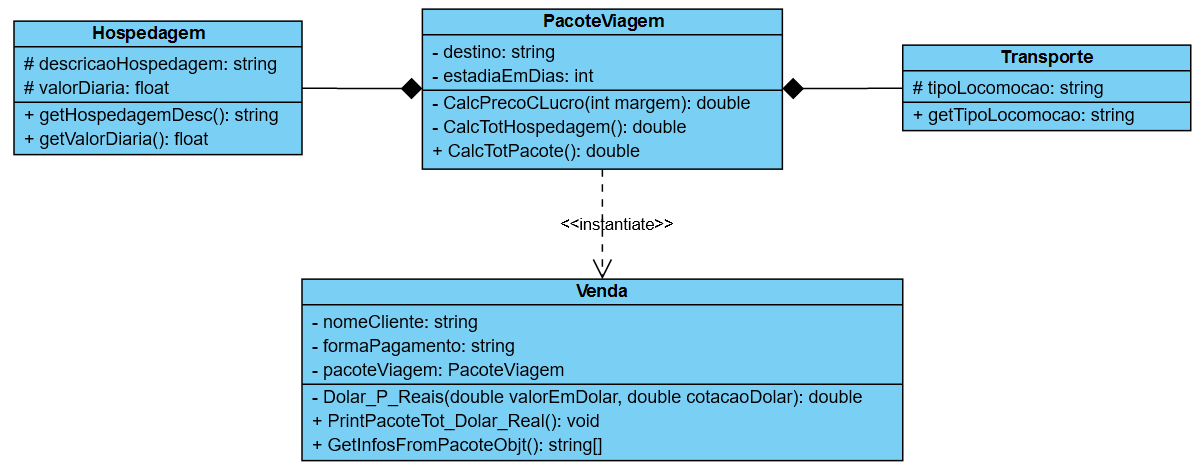 Hospedagem
# descricaoHospedagem: string
# valorDiaria: float
+ getHospedagemDesc(): string
+ getValorDiaria(): float
PacoteViagem
- destino: string
- estadiaEmDias: int
- CalcPrecoCLucro(int margem): double
- CalcTotHospedagem(): double
+ CalcTotPacote(): double
Transporte
# tipoLocomocao: string
+ getTipoLocomocao: string
<<instantiate>>
Venda
- nomeCliente: string
- formaPagamento: string
- pacoteViagem: PacoteViagem
- Dolar_P_Reais(double valorEmDolar, double cotacaoDolar): double
+ PrintPacoteTot_Dolar_Real(): void
+ GetInfosFromPacoteObjt(): string[]